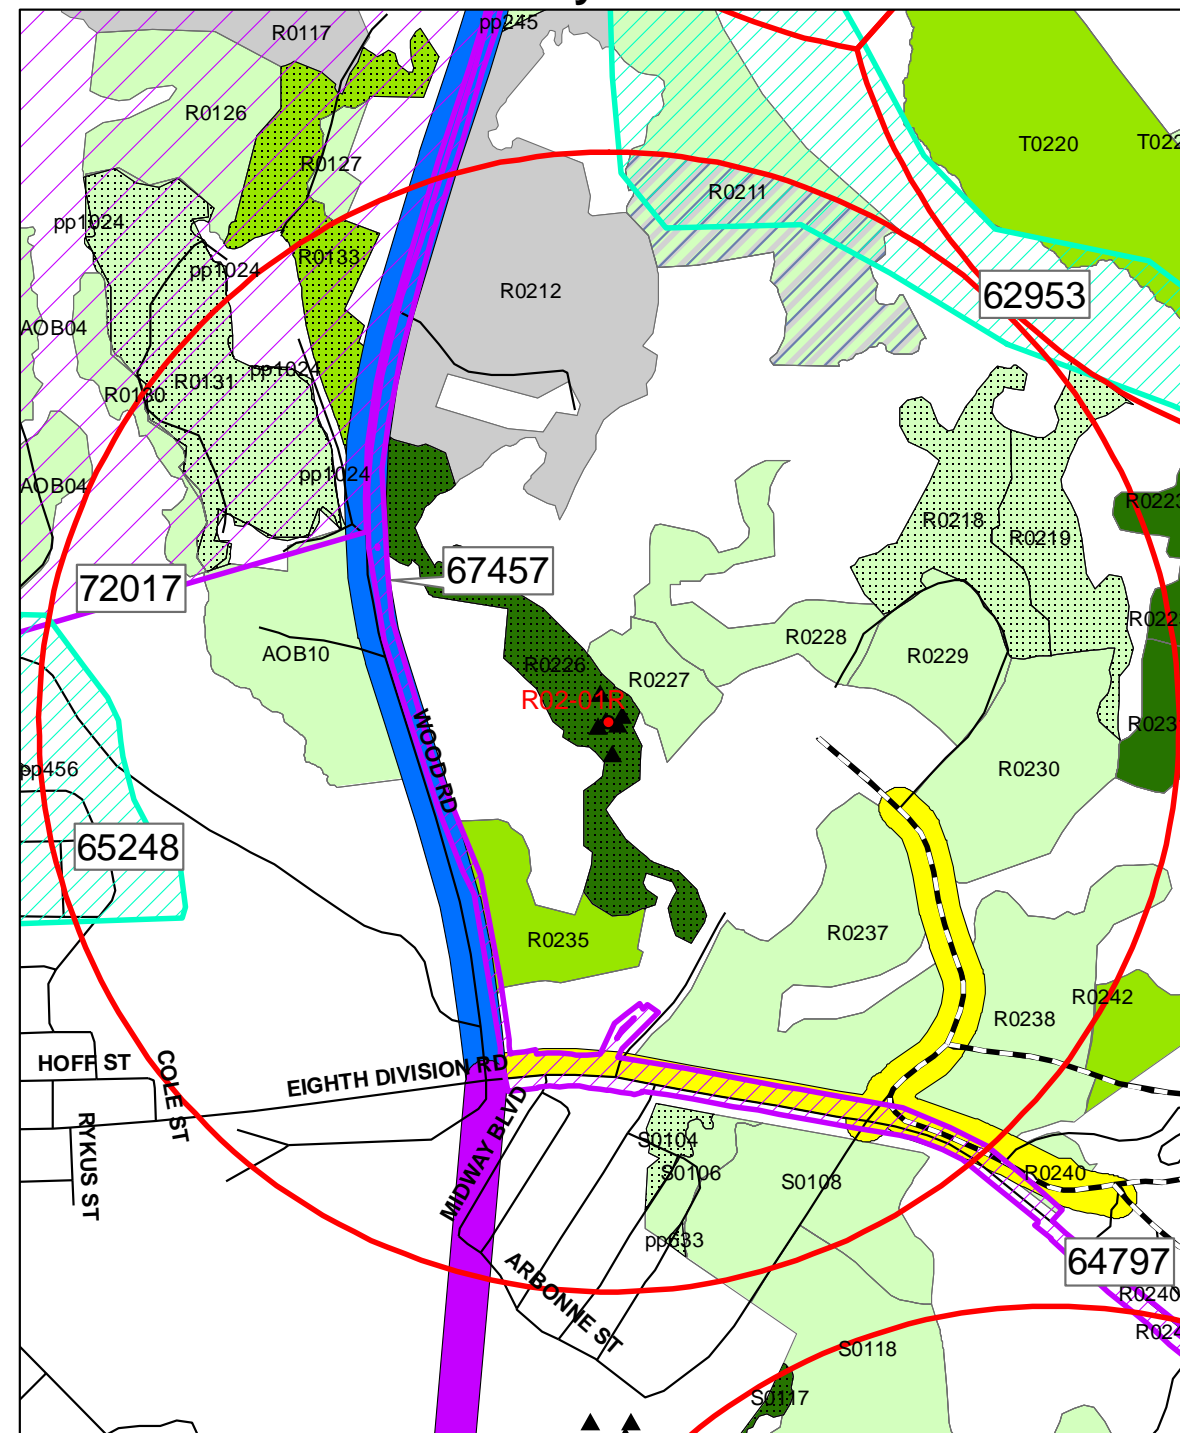 pp245
R0117
R0126
T0220
R0127
R0211
pp1024
R0133
pp1024
R0212
62953
AOB04
pp1024
R0131
R0130
pp1024
AOB04
R0218
R0219
67457
72017
R0228
AOB10
R0229
R0226
R0227
R02-01R
WOOD RD
pp456
R0230
65248
R0237
R0235
R0242
R0238
HOFF ST
COLE ST
EIGHTH DIVISION RD
RYKUS ST
MIDWAY BLVD
S0104
S0106
S0108
R0240
pp633
64797
ARBONNE ST
R0240
S0118
S0117